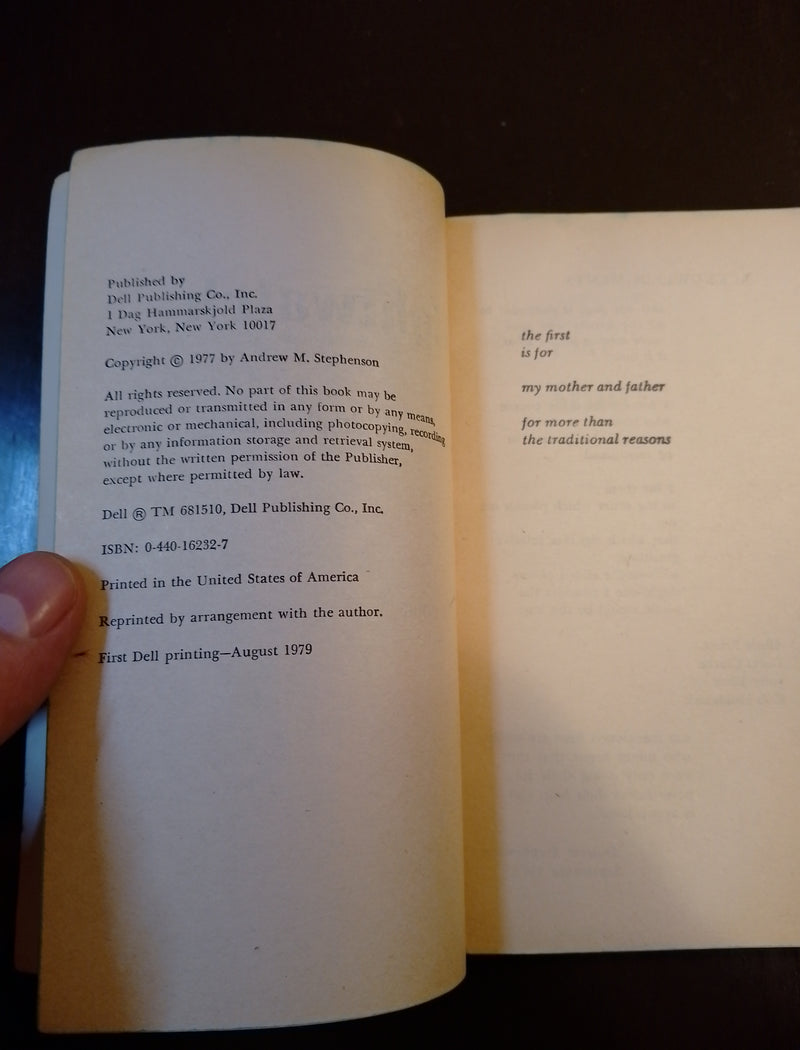 Published by
Dell Publishing Co., Inc.
1 Dag Hammarskjold Plaza
New York, New York 10017
Copyright © 1977 by Andrew M. Stephenson
All rights reserved. No part of this book may be
reproduced or transmitted in any form or by any means,
electronic or mechanical, including photocopying, recording
or by any information storage and retrieval system,
without the written permission of the Publisher,
except where permitted by law.
Dell ® TM 681510, Dell Publishing Co., Inc.
ISBN: 0-440-16232-7
Printed in the United States of America
Reprinted by arrangement with the author.
First Dell printing—August 1979
the first
is for
my mother and father
for more than
the traditional reasons